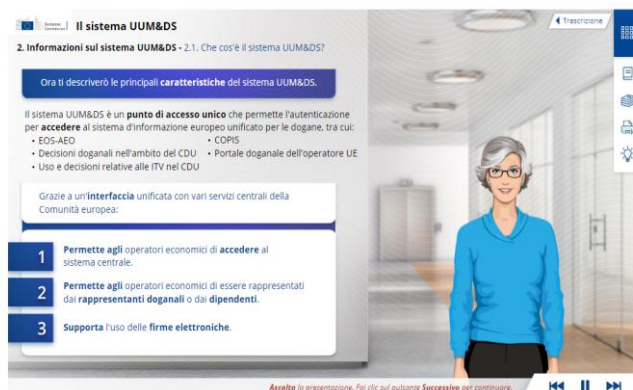 European
Commission
Il sistema UUM&DS
Trascrizione
2. Informazioni sul sistema UUM&DS - 2.1. Che cos'è il sistema UUM&DS?
Ora ti descriverò le principali caratteristiche del sistema UUM&DS.
Il sistema UUM&DS è un punto di accesso unico che permette l'autenticazione
per accedere al sistema d'informazione europeo unificato per le dogane, tra cui:
• EOS-AEO
• Decisioni doganali nell'ambito del CDU
• Uso e decisioni relative alle ITV nel CDU
• COPIS
• Portale doganale dell'operatore UE
Grazie a un'interfaccia unificata con vari servizi centrali della
Comunità europea:
1
Permette agli operatori economici di accedere al
sistema centrale.
2
Permette agli operatori economici di essere rappresentati
dai rappresentanti doganali o dai dipendenti.
3
Supporta l'uso delle firme elettroniche.
Ascolta la presentazione. Fai clic sul pulsante Successivo per continuare.